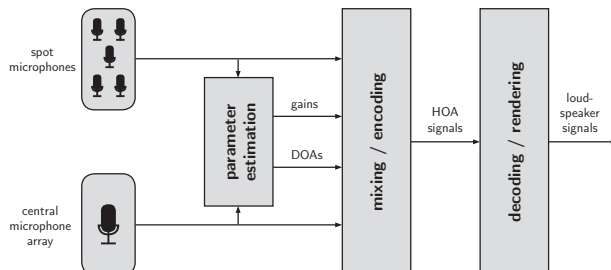 spot
microphones
parameter
estimation
gains
DOAs
central
microphone
array
mixing / encoding
HOA
signals
decoding / rendering
loud-
speaker
signals